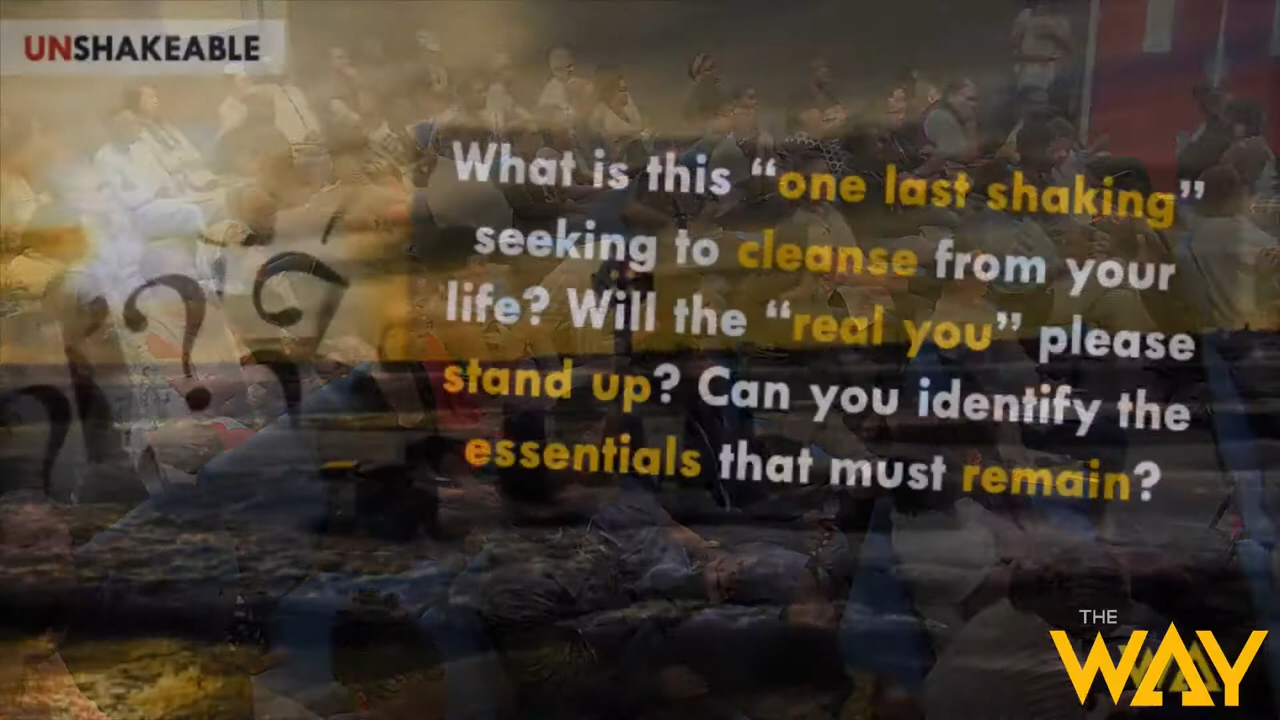 UNSHAKEABLE
What is this “one last shaking”
seeking to cleanse from your
life? Will the “real you” please
stand up? Can you identify the
essentials that must remain?
THE
WAY